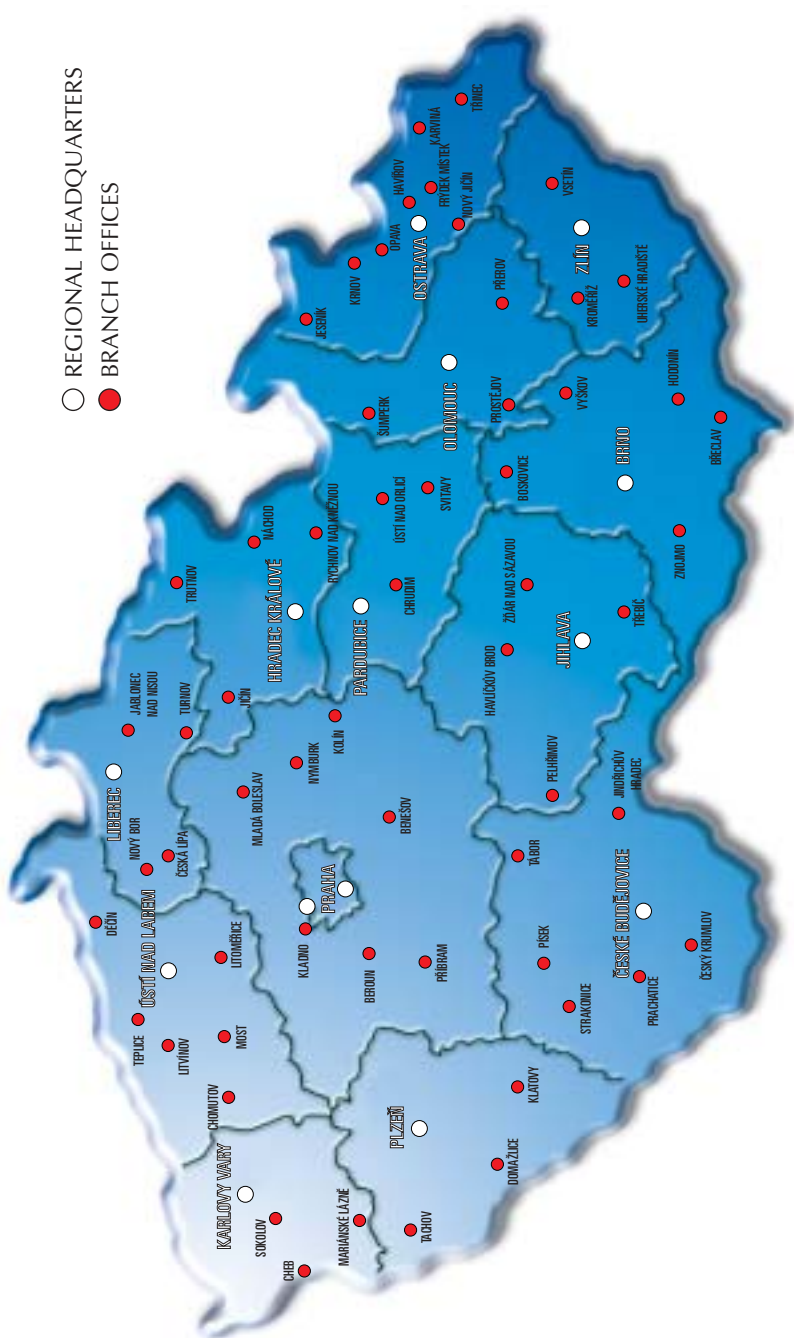 REGIONAL HEADQUARTERS
BRANCH OFFICES
DĚČÍN
LIBEREC
JABLONEC
NAD NISOU
NOVÝ BOR
TEPLICE
ÚSTÍ NAD LABEM
ČESKÁ LÍPA
TURNOV
TRUTNOV
LITVÍNOV
LITOMĚŘICE
MOST
CHOMUTOV
JIČÍN
MLADÁ BOLESLAV
NÁCHOD
KARLOVY VARY
SOKOLOV
CHEB
KLADNO
PRAHA
NYMBURK
HRADEC KRÁLOVÉ
RYCHNOV NAD KNĚŽNOU
JESENÍK
KOLÍN
PARDUBICE
MARIÁNSKÉ LÁZNĚ
BEROUN
BENEŠOV
CHRUDIM
ÚSTÍ NAD ORLICÍ
ŠUMPERK
KRNOV
OPAVA
HAVÍŘOV
KARVINÁ
TACHOV
PLZEŇ
PŘÍBRAM
SVITAVY
OSTRAVA
FRÝDEK MÍSTEK
TŘINEC
NOVÝ JIČÍN
OLOMOUC
DOMAŽLICE
KLATOVY
TÁBOR
HAVLÍČKŮV BROD
ŽĎÁR NAD SÁZAVOU
BOSKOVICE
PROSTĚJOV
PŘEROV
PÍSEK
STRAKONICE
PELHŘIMOV
JIHLAVA
VYŠKOV
KROMĚŘÍŽ
ZLÍN
VSETÍN
PRACHATICE
ČESKÉ BUDĚJOVICE
JINDŘICHŮV
HRADEC
TŘEBÍČ
BRNO
UHERSKÉ HRADIŠTĚ
ČESKÝ KRUMLOV
ZNOJMO
HODONÍN
BŘECLAV